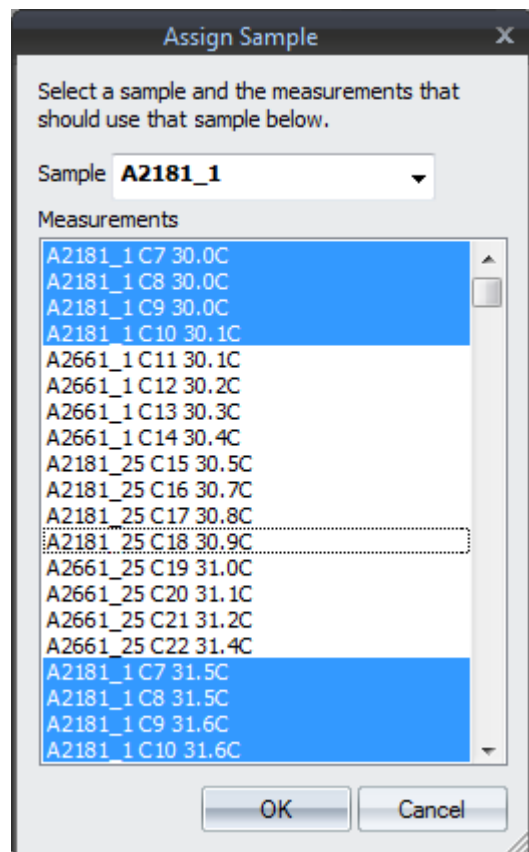 Assign Sample
Select a sample and the measurements that
should use that sample below.
Sample A2181_1
Measurements
A2181_1 C7 30.0C
A2181_1 C8 30.0C
A2181_1 C9 30.0C
A2181_1 C10 30.1C
A2661_1 C11 30.1C
A2661_1 C12 30.2C
A2661_1 C13 30.3C
A2661_1 C14 30.4C
A2181_25 C15 30.5C
A2181_25 C16 30.7C
A2181_25 C17 30.8C
A2181_25 C18 30.9C
A2661_25 C19 31.0C
A2661_25 C20 31.1C
A2661_25 C21 31.2C
A2661_25 C22 31.4C
A2181_1 C7 31.5C
A2181_1 C8 31.5C
A2181_1 C9 31.6C
A2181_1 C10 31.6C
OK Cancel